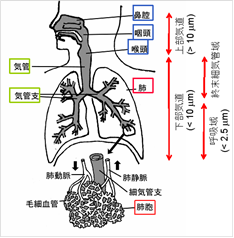 鼻腔
咽頭
喉頭
気管
肺
気管支
肺動脈
肺静脈
細気管支
毛細血管
肺胞
上部気道
(> 10 μm)
下部気道
(< 10 μm)
終末細気管域
呼吸域
(< 2.5 μm)